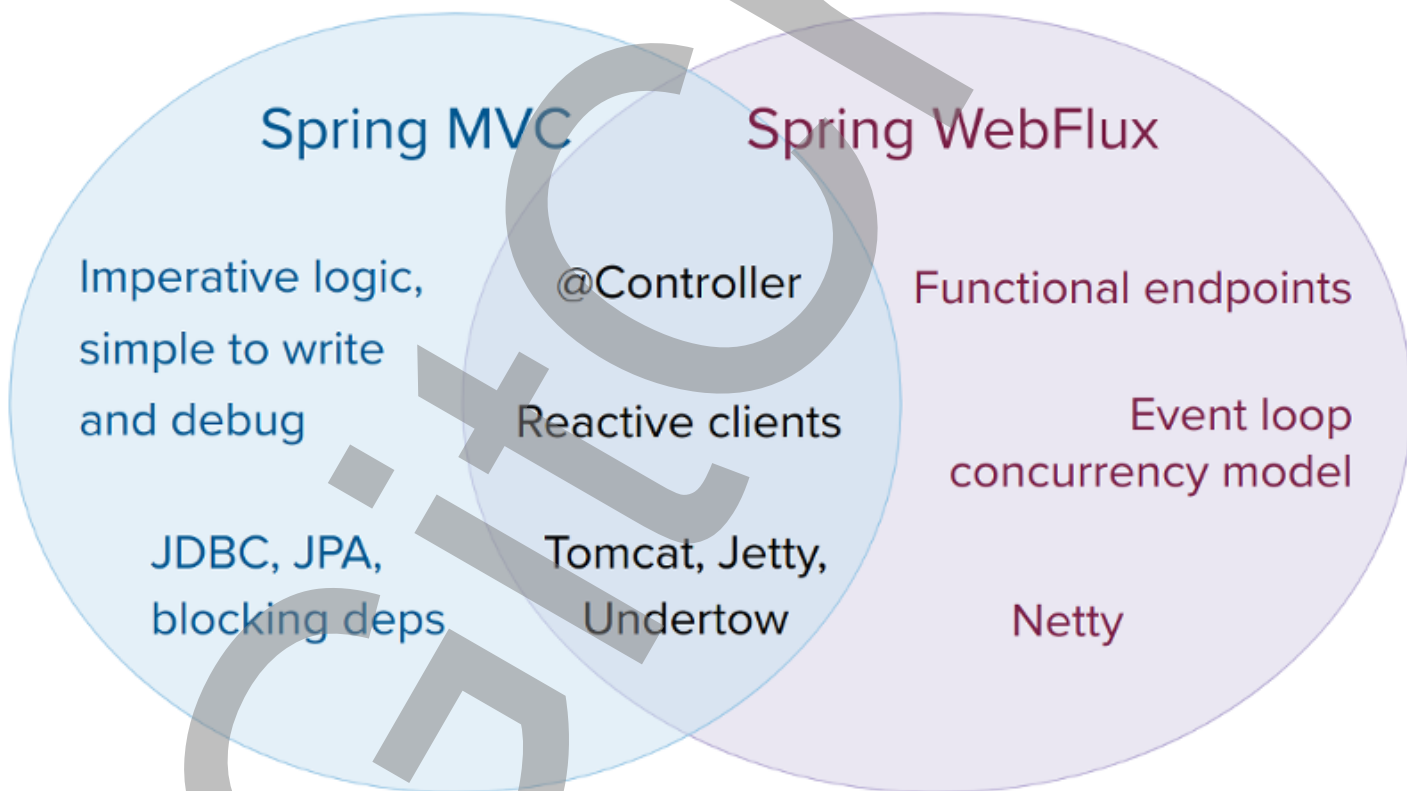 Spring MVC
Spring WebFlux
Imperative logic,
simple to write
and debug
JDBC, JPA,
blocking deps
@Controller
Reactive clients
Tomcat, Jetty,
Undertow
Functional endpoints
Event loop
concurrency model
Netty